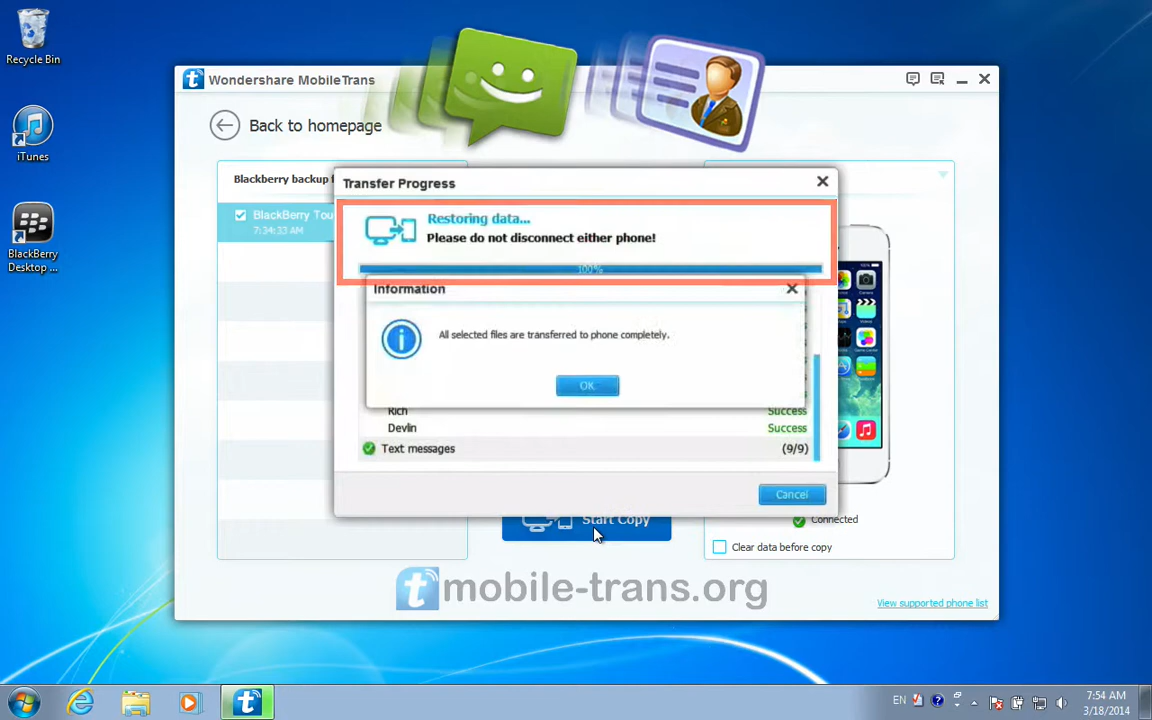 Recycle Bin
iTunes
BlackBerry
Desktop ...
Wondershare MobileTrans
Back to homepage
Blackberry backup
BlackBerry Tou
7:34:33 AM
Transfer Progress
Restoring data...
Please do not disconnect either phone!
100%
Information
All selected files are transferred to phone completely.
OK
Rich
Success
Devlin
Success
Text messages
(9/9)
Cancel
Start Copy
Connected
Clear data before copy
mobile-trans.org
View supported phone list
EN
7:54 AM
3/18/2014